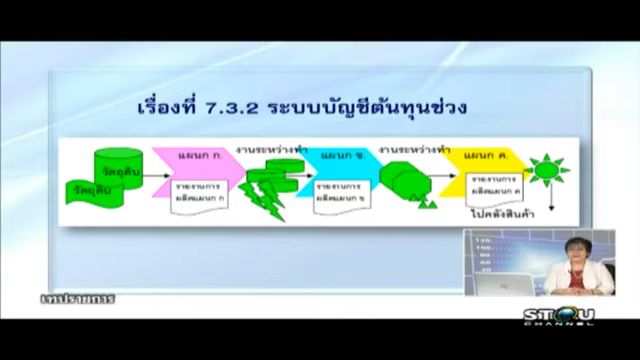 เรื่องที่ 7.3.2 ระบบบัญชีต้นทุนช่วง
แผนก ก.
งานระหว่างทำ
แผนก ข.
งานระหว่างทำ
แผนก ค.
วัตถุดิบ
วัตถุดิบ
รายงานการ
ผลิตแผนก ก
รายงานการ
ผลิตแผนก ข
รายงานการ
ผลิตแผนก ค
ไปคลังสินค้า
120
100
80
60
เทปรายการ
STOU
CHANNEL